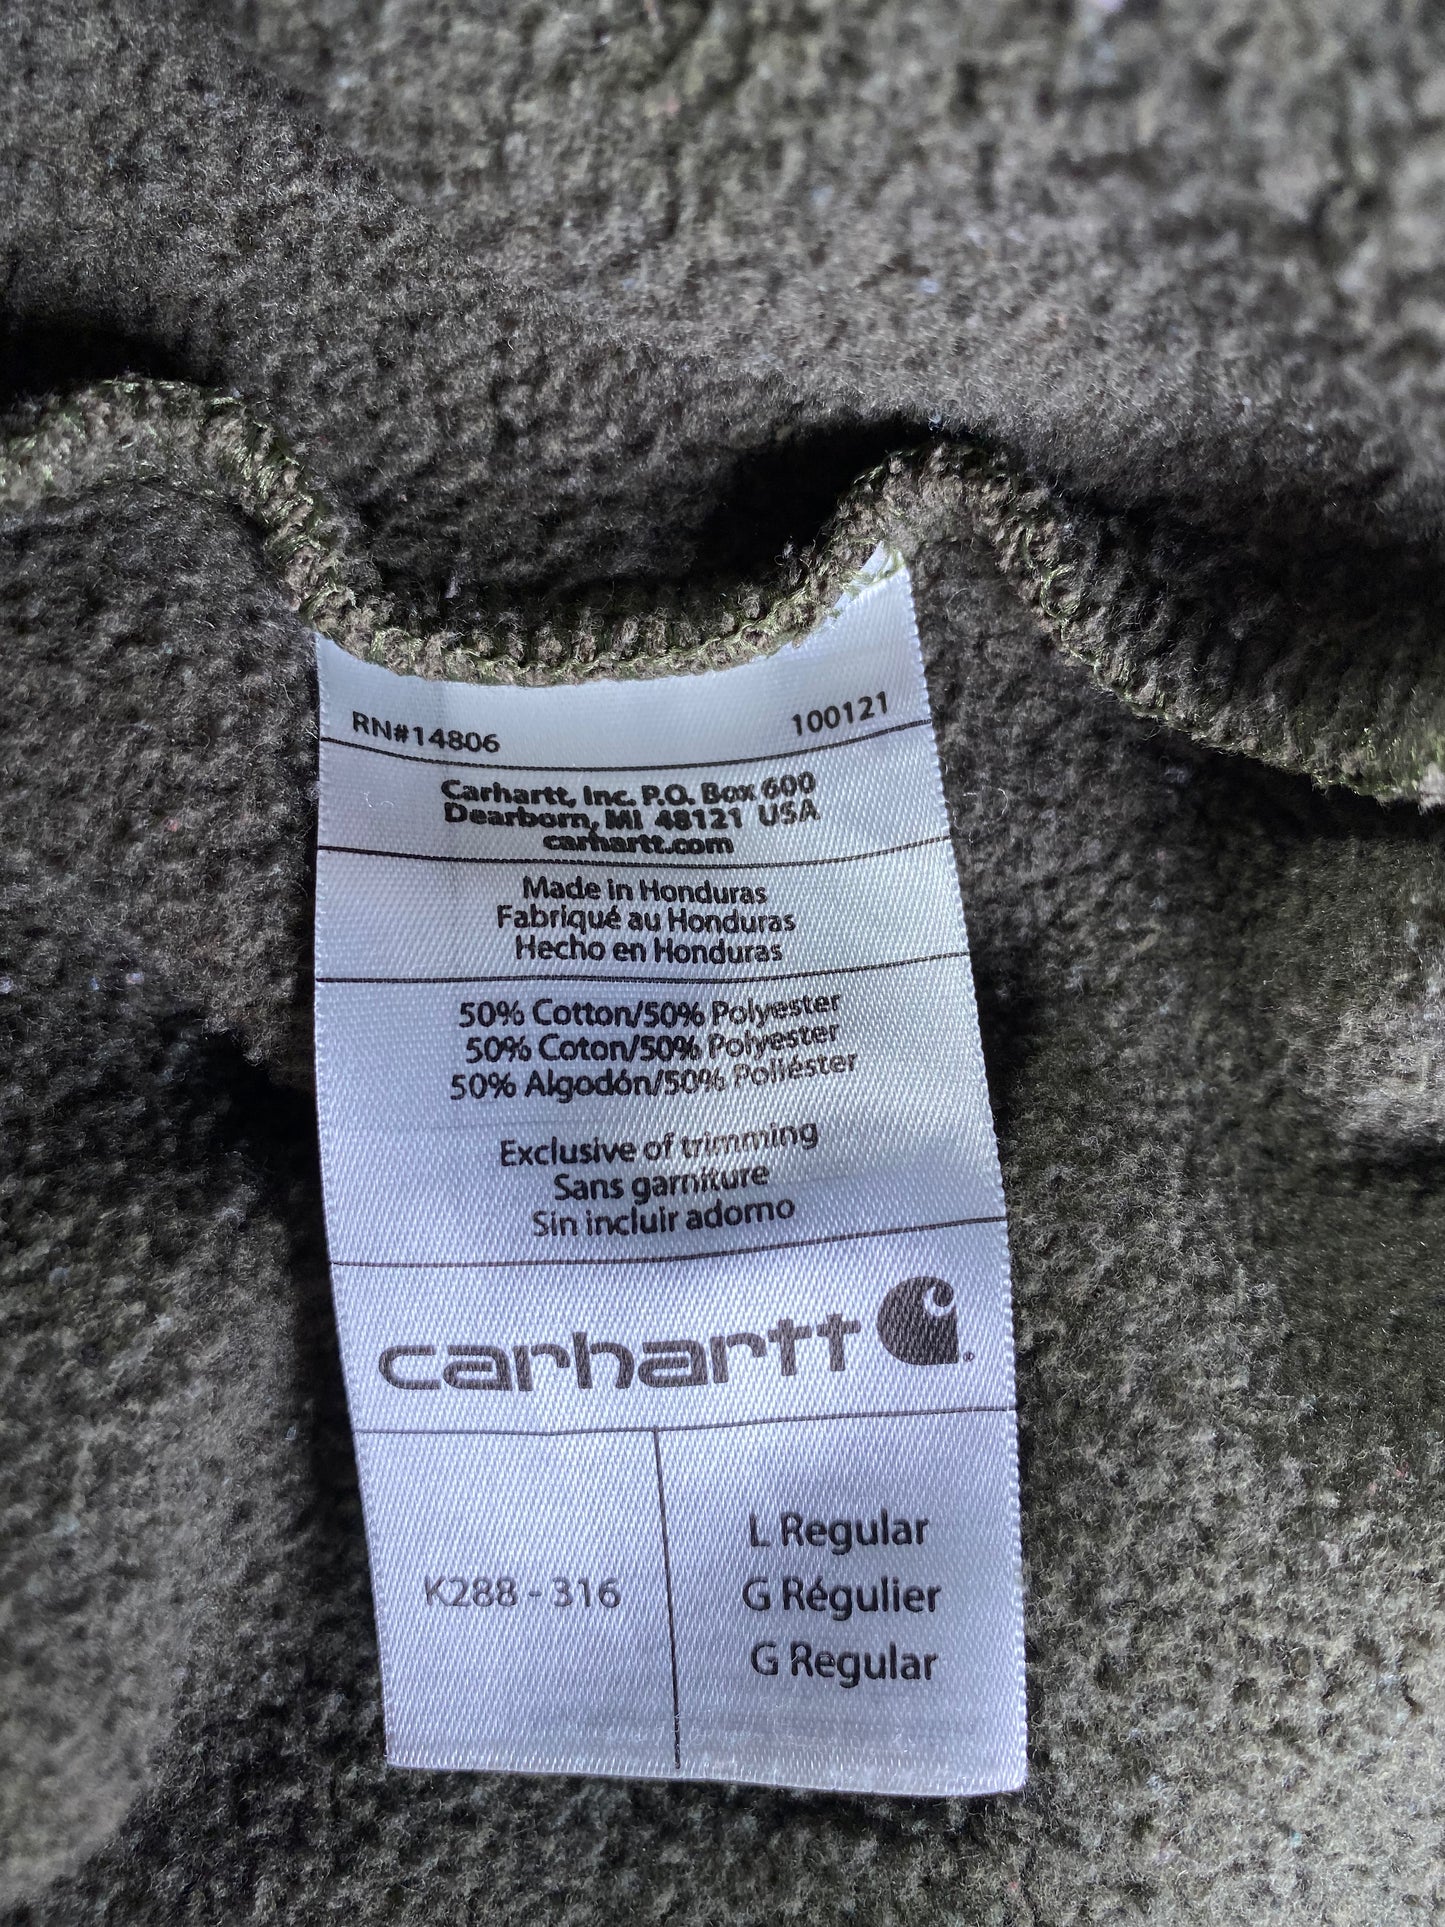 RN#14806 100121
Carhartt, Inc. P.O. Box 600
Dearborn, MI 48121 USA
carhartt.com
Made in Honduras
Fabriqué au Honduras
Hecho en Honduras
50% Cotton/50% Polyester
50% Coton/50% Polyester
50% Algodón/50% Poliéster
Exclusive of trimming
Sans garniture
Sin incluir adorno
carhartt
K288 - 316
L Regular
G Régulier
G Regular